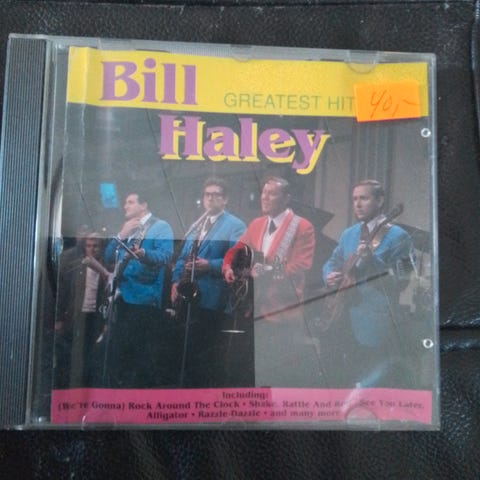 Bill
GREATEST HIT
40,-
Haley
Including:
(We're Gonna) Rock Around The Clock • Shake, Rattle And Roll • See You Later,
Alligator • Razzle-Dazzle • and many more